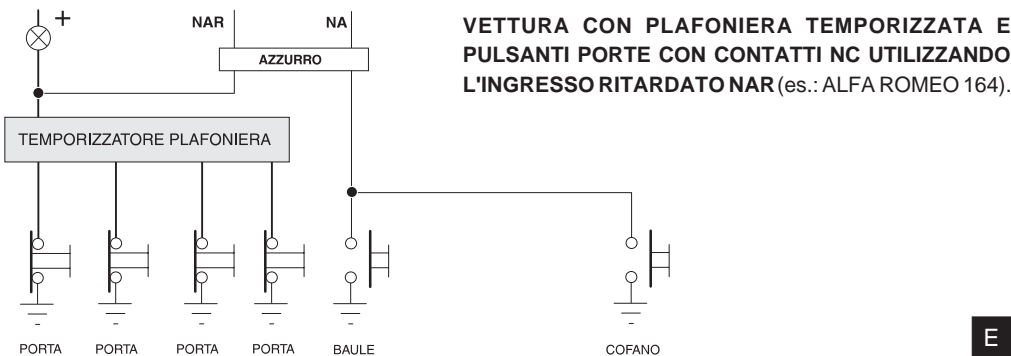 + NAR NA
AZZURRO
VETTURA CON PLAFONIERA TEMPORIZZATA E
PULSANTI PORTE CON CONTATTI NC UTILIZZANDO
L'INGRESSO RITARDATO NAR (es.: ALFA ROMEO 164).
TEMPORIZZATORE PLAFONIERA
PORTA PORTA PORTA PORTA BAULE COFANO
E